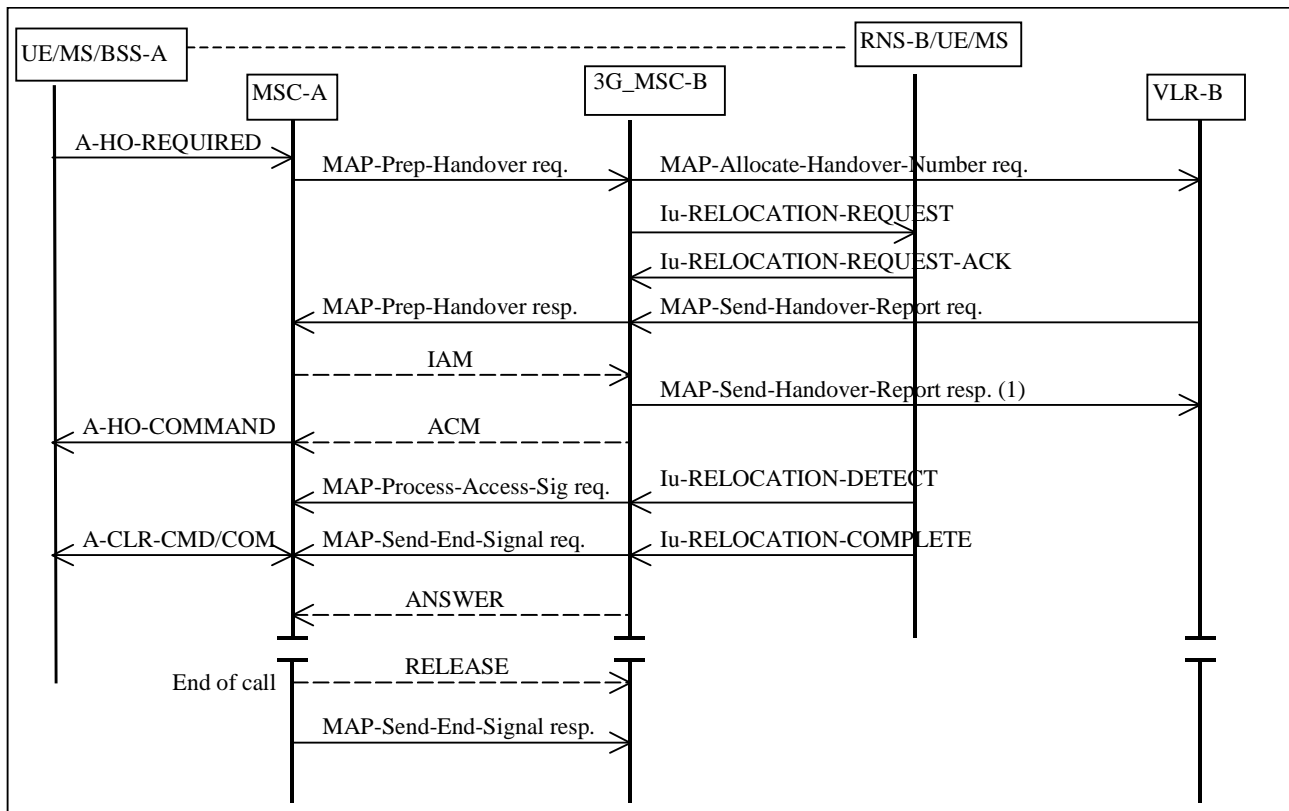 UE/MS/BSS-A
RNS-B/UE/MS
MSC-A
3G_MSC-B
VLR-B
A-HO-REQUIRED
MAP-Prep-Handover req.
MAP-Allocate-Handover-Number req.
Iu-RELOCATION-REQUEST
Iu-RELOCATION-REQUEST-ACK
MAP-Prep-Handover resp.
MAP-Send-Handover-Report req.
IAM
MAP-Send-Handover-Report resp. (1)
A-HO-COMMAND
ACM
MAP-Process-Access-Sig req.
Iu-RELOCATION-DETECT
A-CLR-CMD/COM
MAP-Send-End-Signal req.
Iu-RELOCATION-COMPLETE
ANSWER
End of call
RELEASE
MAP-Send-End-Signal resp.